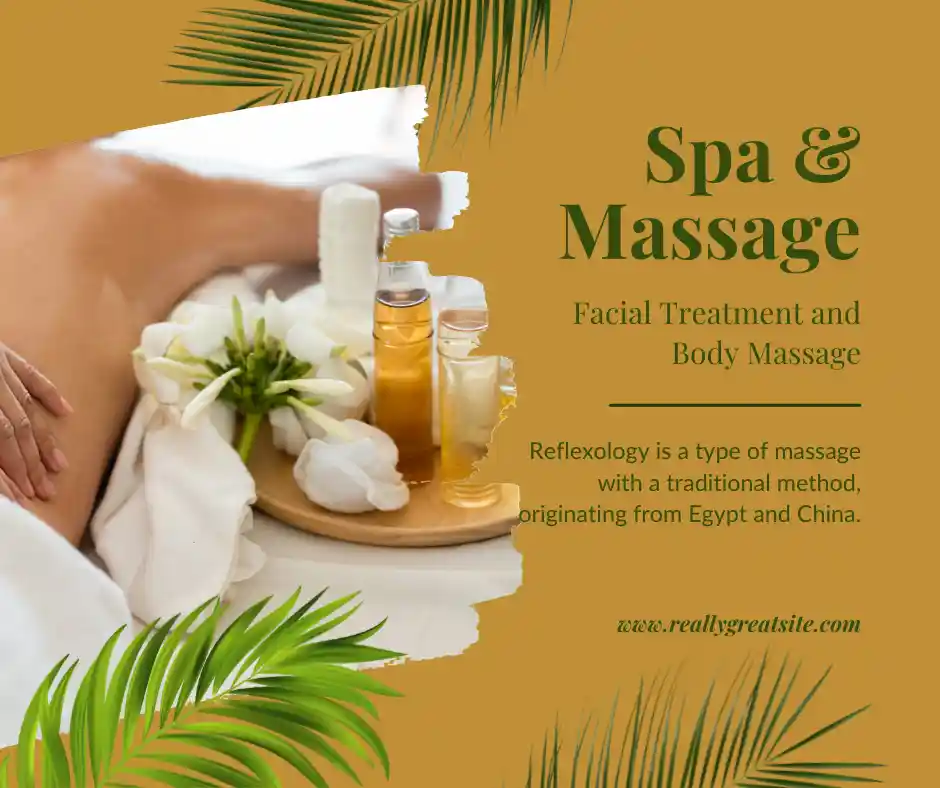 Spa &
Massage
Facial Treatment and
Body Massage
Reflexology is a type of massage
with a traditional method,
originating from Egypt and China.
www.reallygreatsite.com